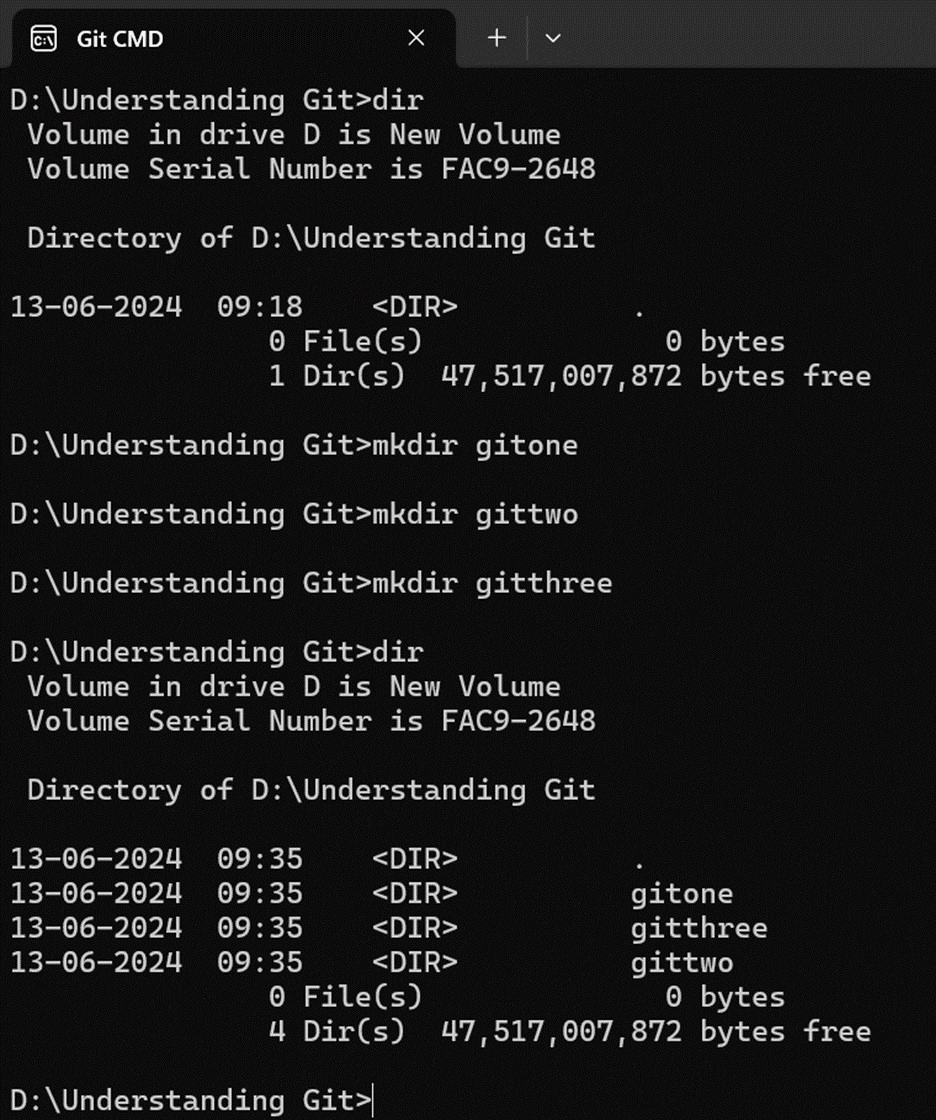 Git CMD
D:\Understanding Git>dir
Volume in drive D is New Volume
Volume Serial Number is FAC9-2648
Directory of D:\Understanding Git
13-06-2024  09:18    <DIR>          .
0 File(s)              0 bytes
1 Dir(s)  47,517,007,872 bytes free
D:\Understanding Git>mkdir gitone
D:\Understanding Git>mkdir gittwo
D:\Understanding Git>mkdir gitthree
D:\Understanding Git>dir
Volume in drive D is New Volume
Volume Serial Number is FAC9-2648
Directory of D:\Understanding Git
13-06-2024  09:35    <DIR>          .
13-06-2024  09:35    <DIR>          gitone
13-06-2024  09:35    <DIR>          gitthree
13-06-2024  09:35    <DIR>          gittwo
0 File(s)              0 bytes
4 Dir(s)  47,517,007,872 bytes free
D:\Understanding Git>